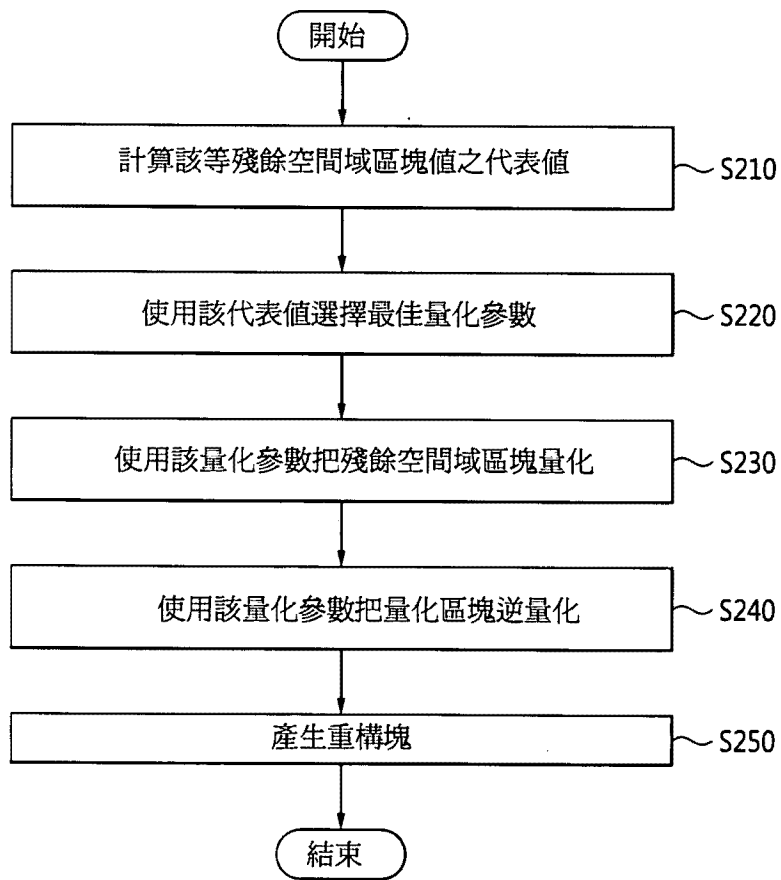 開始
計算該等殘餘空間域區塊值之代表值
S210
使用該代表值選擇最佳量化參數
S220
使用該量化參數把殘餘空間域區塊量化
S230
使用該量化參數把量化區塊逆量化
S240
產生重構塊
S250
結束